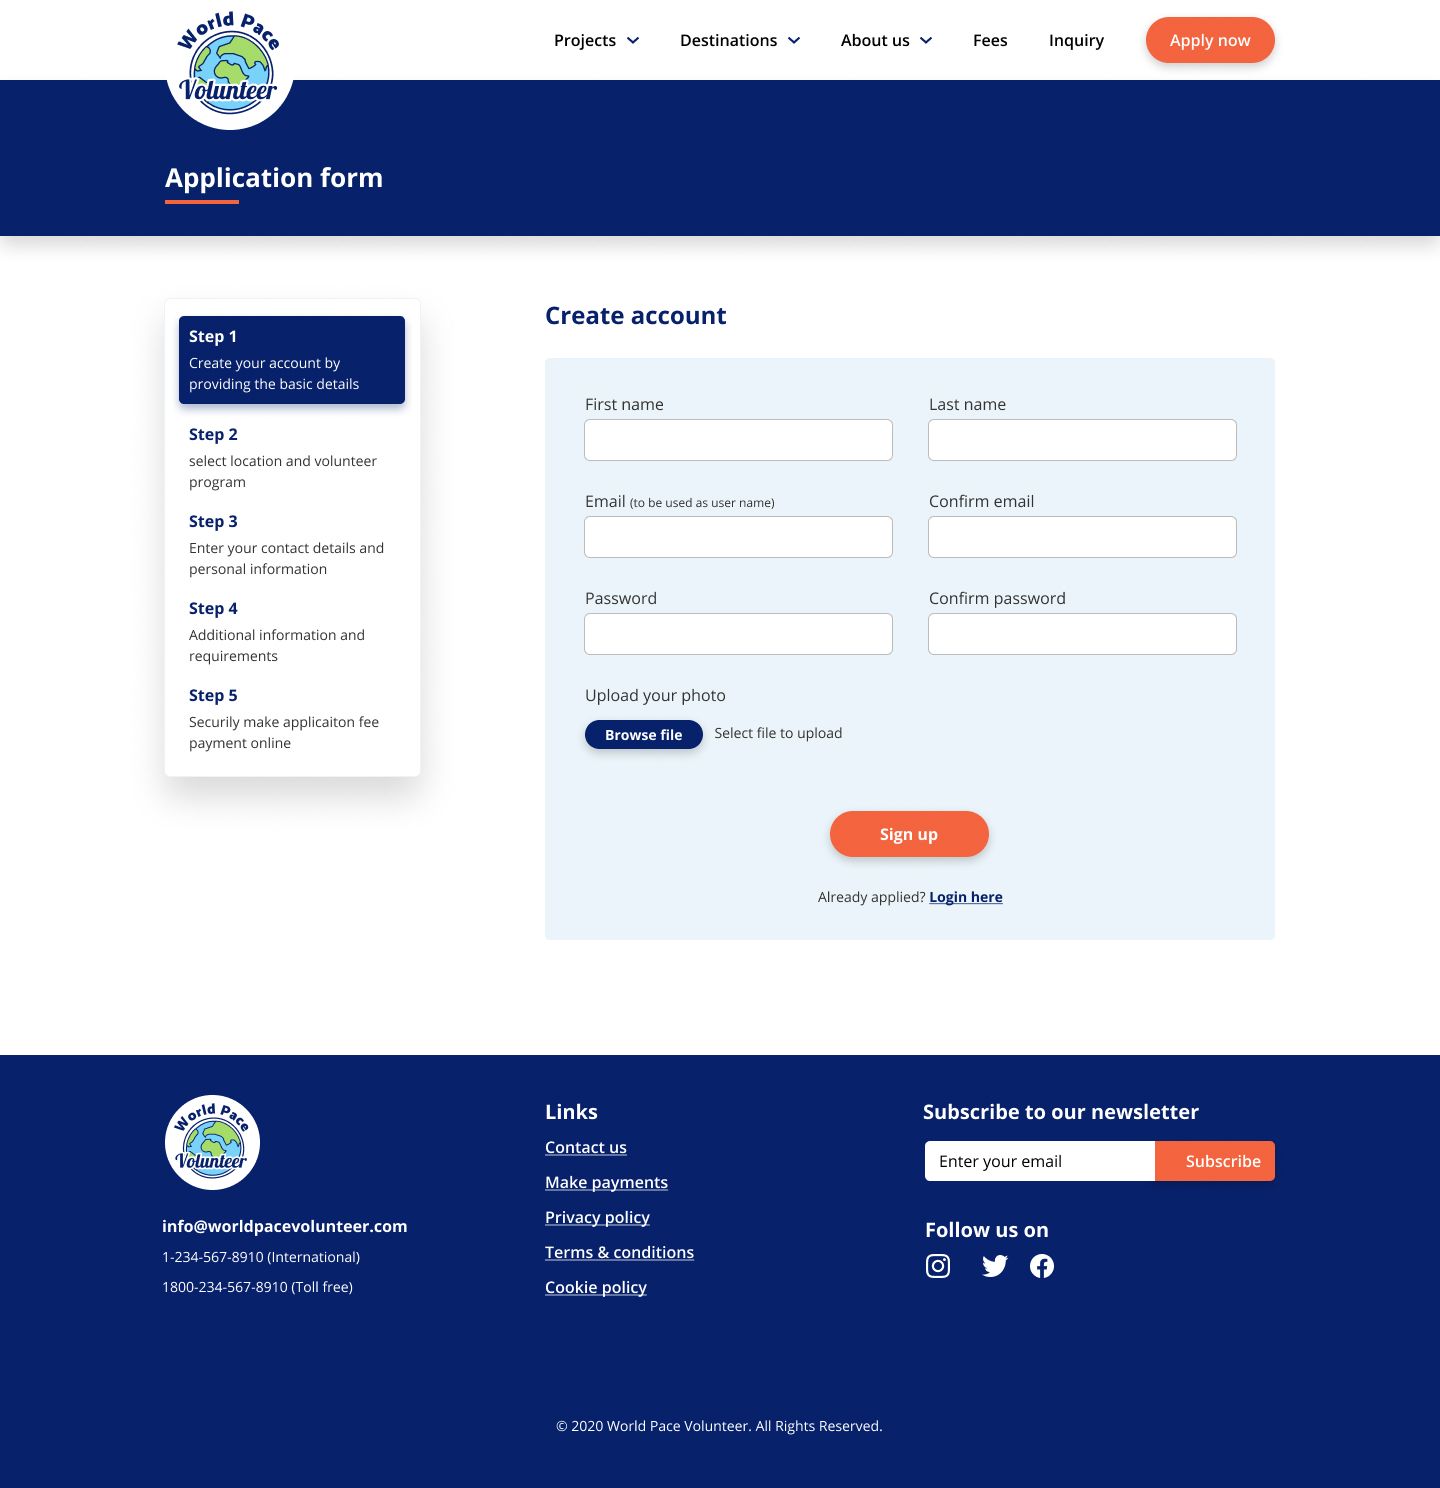 World Pace
Volunteer
Projects
Destinations
About us
Fees
Inquiry
Apply now
Application form
Step 1
Create your account by
providing the basic details
Step 2
select location and volunteer
program
Step 3
Enter your contact details and
personal information
Step 4
Additional information and
requirements
Step 5
Securily make applicaiton fee
payment online
Create account
First name
Last name
Email (to be used as user name)
Confirm email
Password
Confirm password
Upload your photo
Browse file
Select file to upload
Sign up
Already applied? Login here
World Pace
Volunteer
info@worldpacevolunteer.com
1-234-567-8910 (International)
1800-234-567-8910 (Toll free)
Links
Contact us
Make payments
Privacy policy
Terms & conditions
Cookie policy
Subscribe to our newsletter
Enter your email
Subscribe
Follow us on
© 2020 World Pace Volunteer. All Rights Reserved.